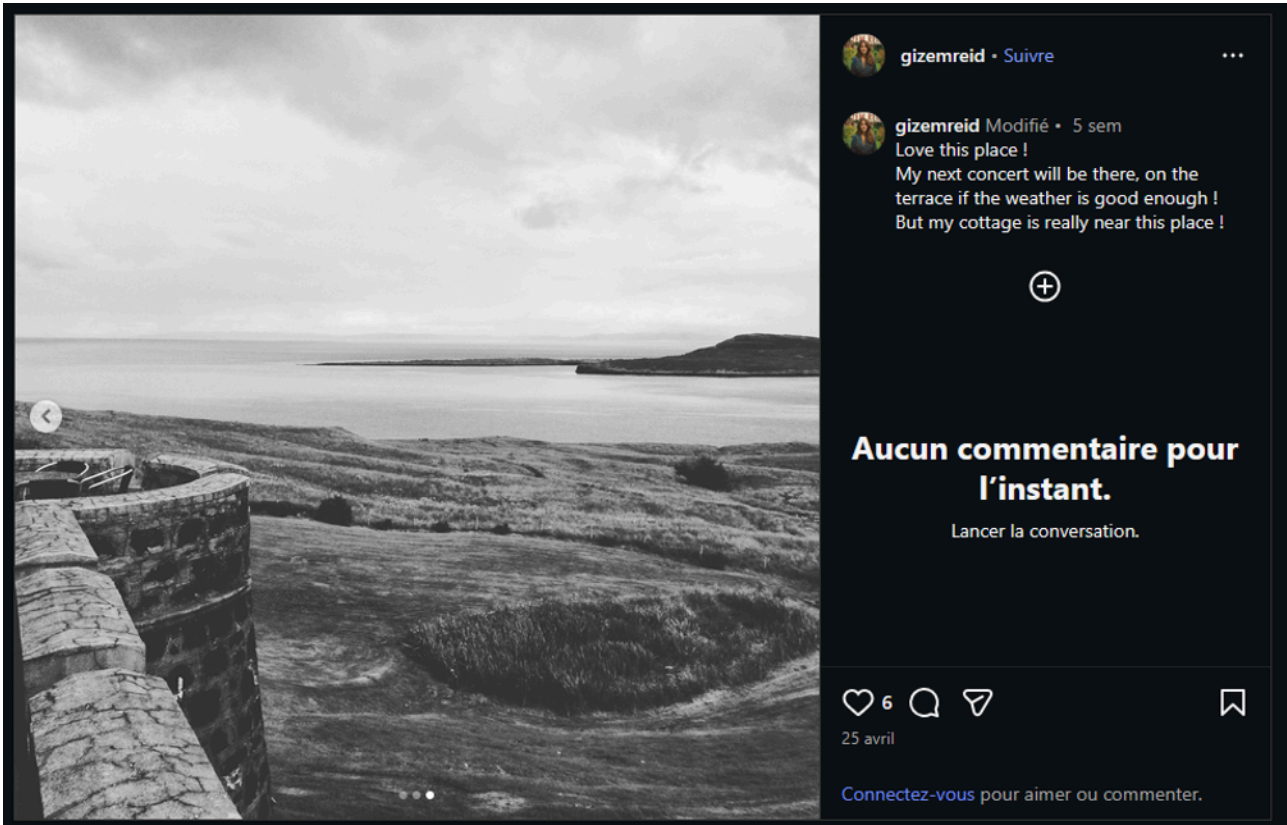 gizemreid • Suivre
gizemreid Modifié • 5 sem
Love this place !
My next concert will be there, on the
terrace if the weather is good enough !
But my cottage is really near this place !
Aucun commentaire pour
l’instant.
Lancer la conversation.
6
25 avril
Connectez-vous pour aimer ou commenter.